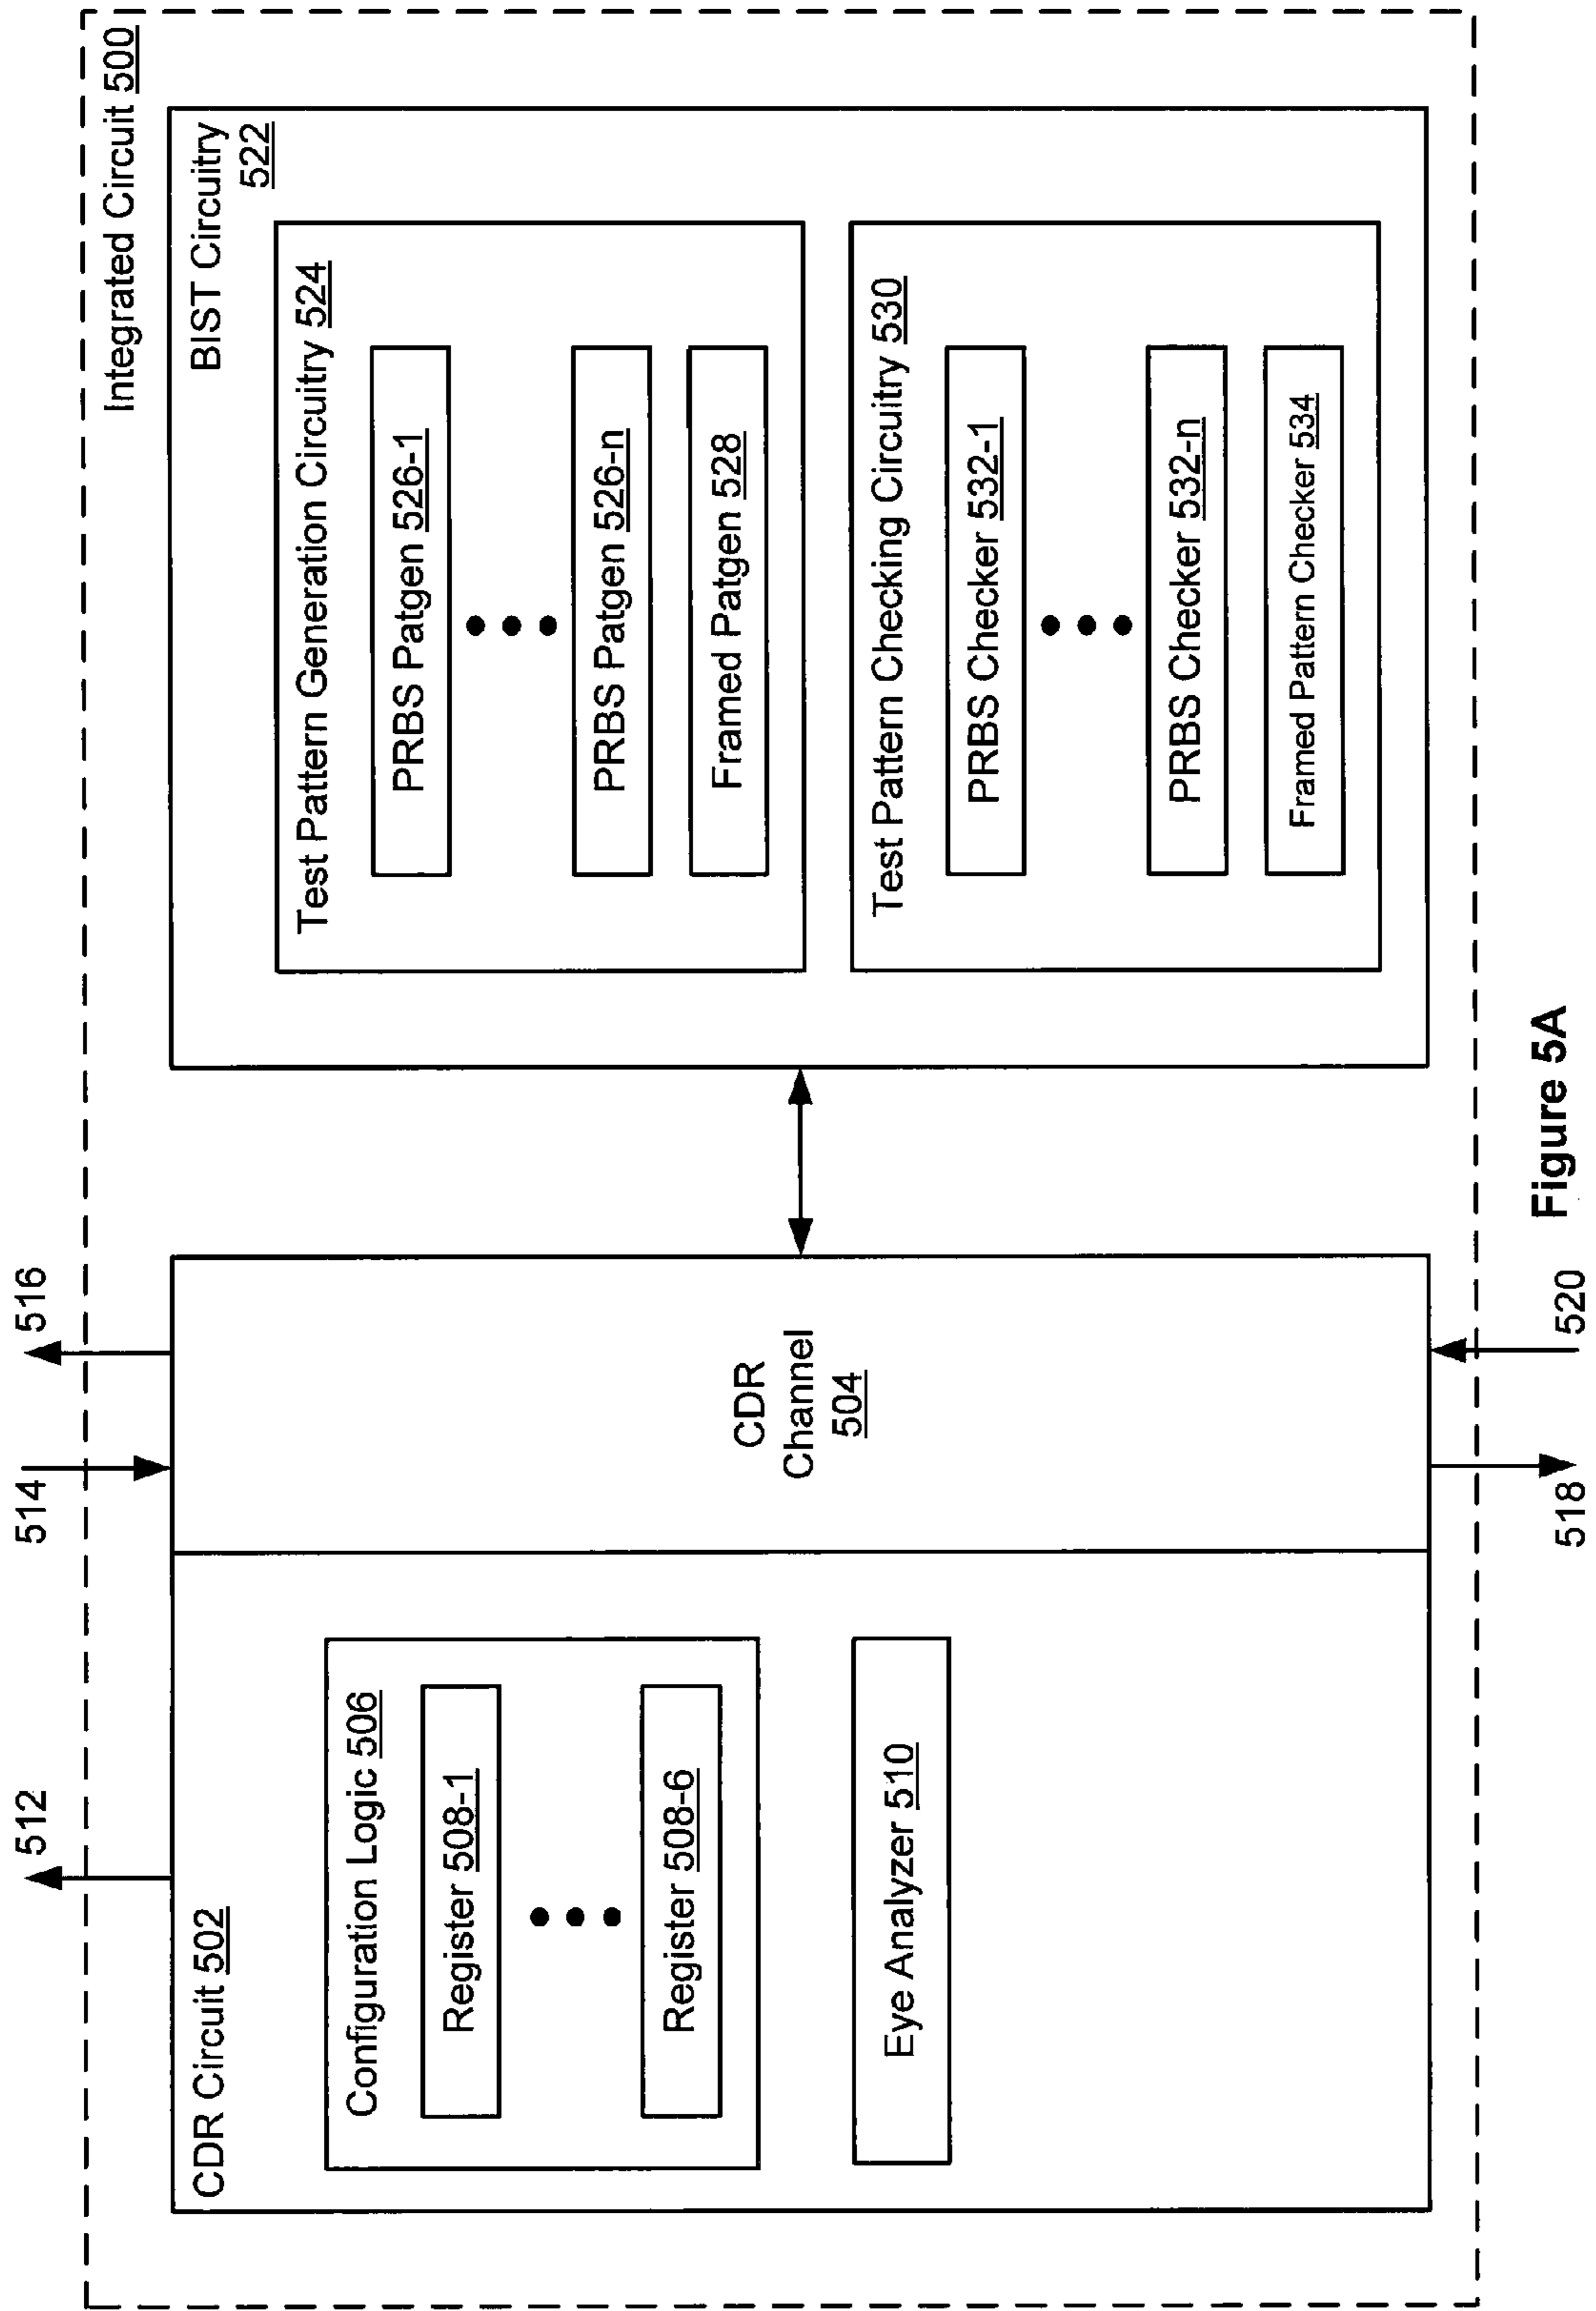 Integrated Circuit 500
512
514
516
CDR Circuit 502
Configuration Logic 506
Register 508-1
Register 508-6
Eye Analyzer 510
CDR
Channel
504
BIST Circuitry
522
Test Pattern Generation Circuitry 524
PRBS Patgen 526-1
PRBS Patgen 526-n
Framed Patgen 528
Test Pattern Checking Circuitry 530
PRBS Checker 532-1
PRBS Checker 532-n
Framed Pattern Checker 534
518
520
Figure 5A